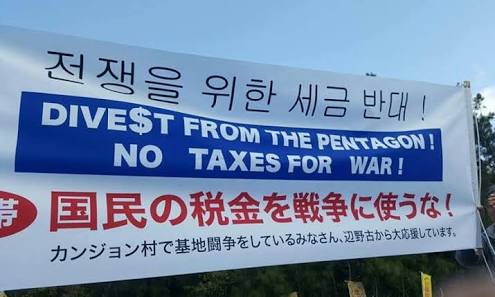 전쟁을 위한 세금 반대 !
DIVE$T FROM THE PENTAGON !
NO TAXES FOR WAR !
帯
国民の税金を戦争に使うな！
カンジョン村で基地闘争をしているみなさん、辺野古から大応援しています。